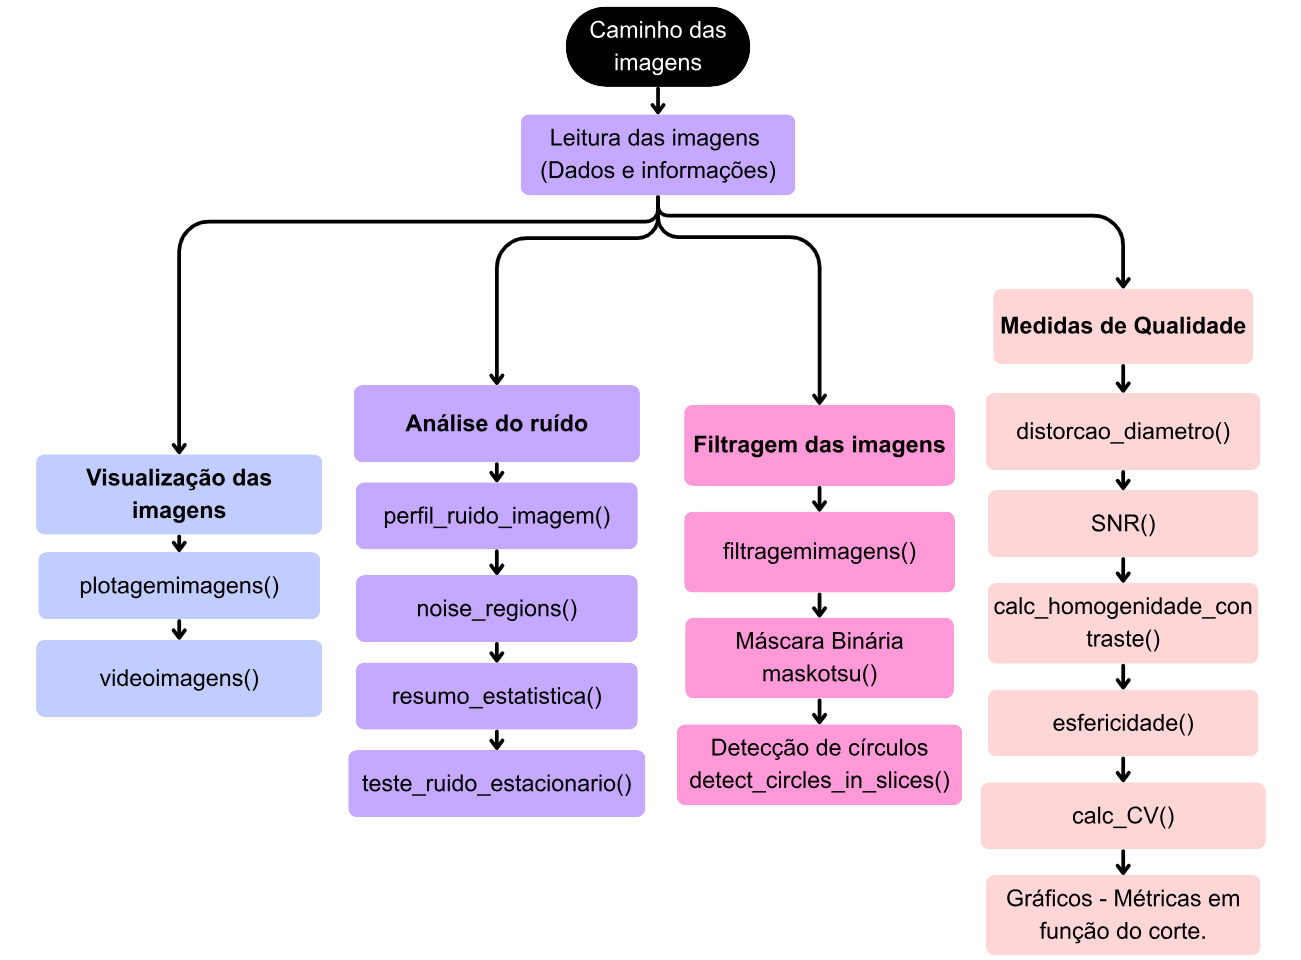 Caminho das
imagens
Leitura das imagens
(Dados e informações)
Visualização das
imagens
plotagemimagens()
videoimagens()
Análise do ruído
perfil_ruido_imagem()
noise_regions()
resumo_estatistica()
teste_ruido_estacionario()
Filtragem das imagens
filtragemimagens()
Máscara Binária
maskotsu()
Detecção de círculos
detect_circles_in_slices()
Medidas de Qualidade
distorcao_diametro()
SNR()
calc_homogenidade_con
traste()
esfericidade()
calc_CV()
Gráficos - Métricas em
função do corte.